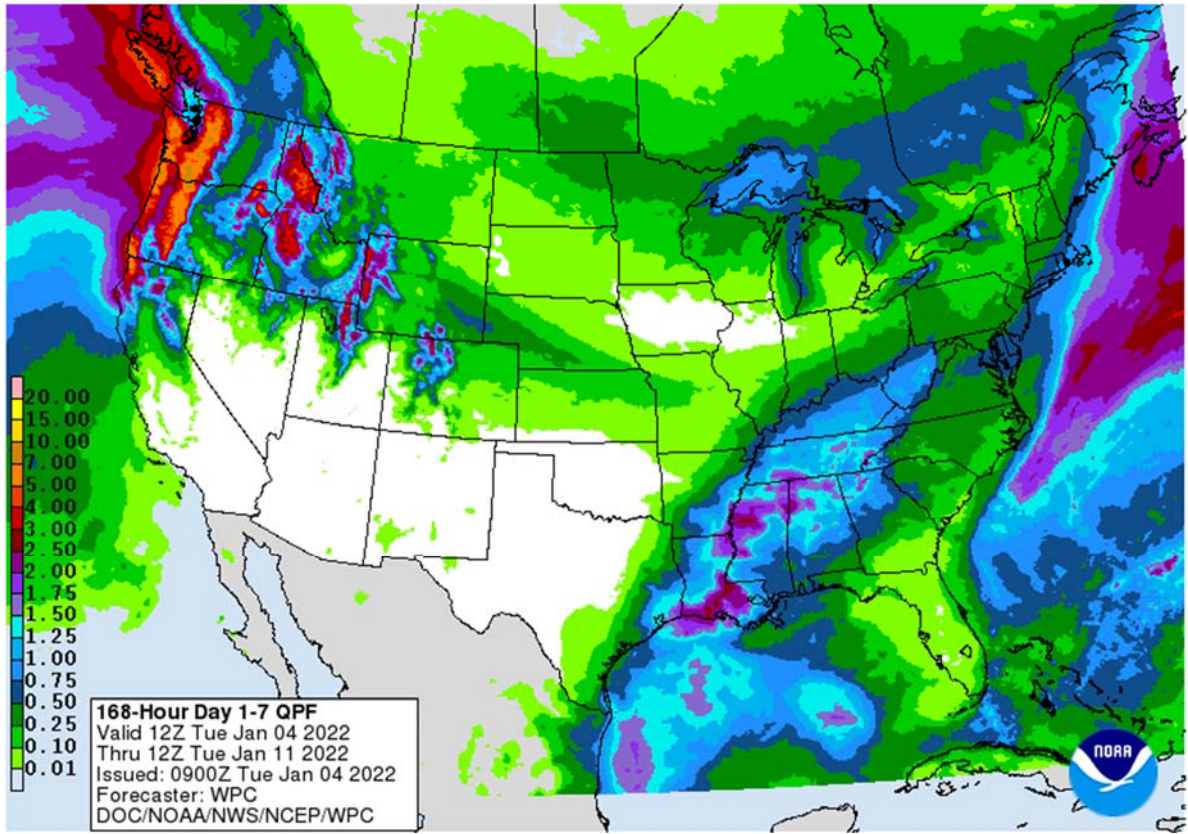 20.00
15.00
10.00
7.00
5.00
4.00
3.00
2.50
2.00
1.75
1.50
1.25
1.00
0.75
0.50
0.25
0.10
0.01
168-Hour Day 1-7 QPF
Valid 12Z Tue Jan 04 2022
Thru 12Z Tue Jan 11 2022
Issued: 0900Z Tue Jan 04 2022
Forecaster: WPC
DOC/NOAA/NWS/NCEP/WPC
NOAA